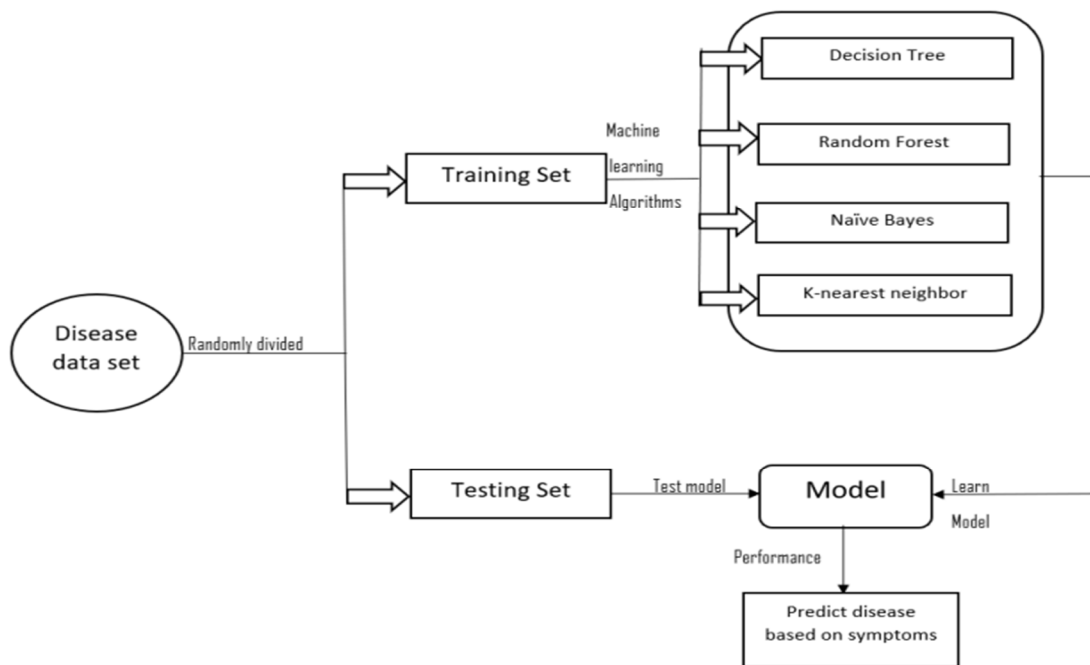 Decision Tree
Machine
Random Forest
Training Set
learning
Algorithms
Naïve Bayes
K-nearest neighbor
Disease
data set
Randomly divided
Testing Set
Test model
Model
Learn
Model
Performance
Predict disease
based on symptoms